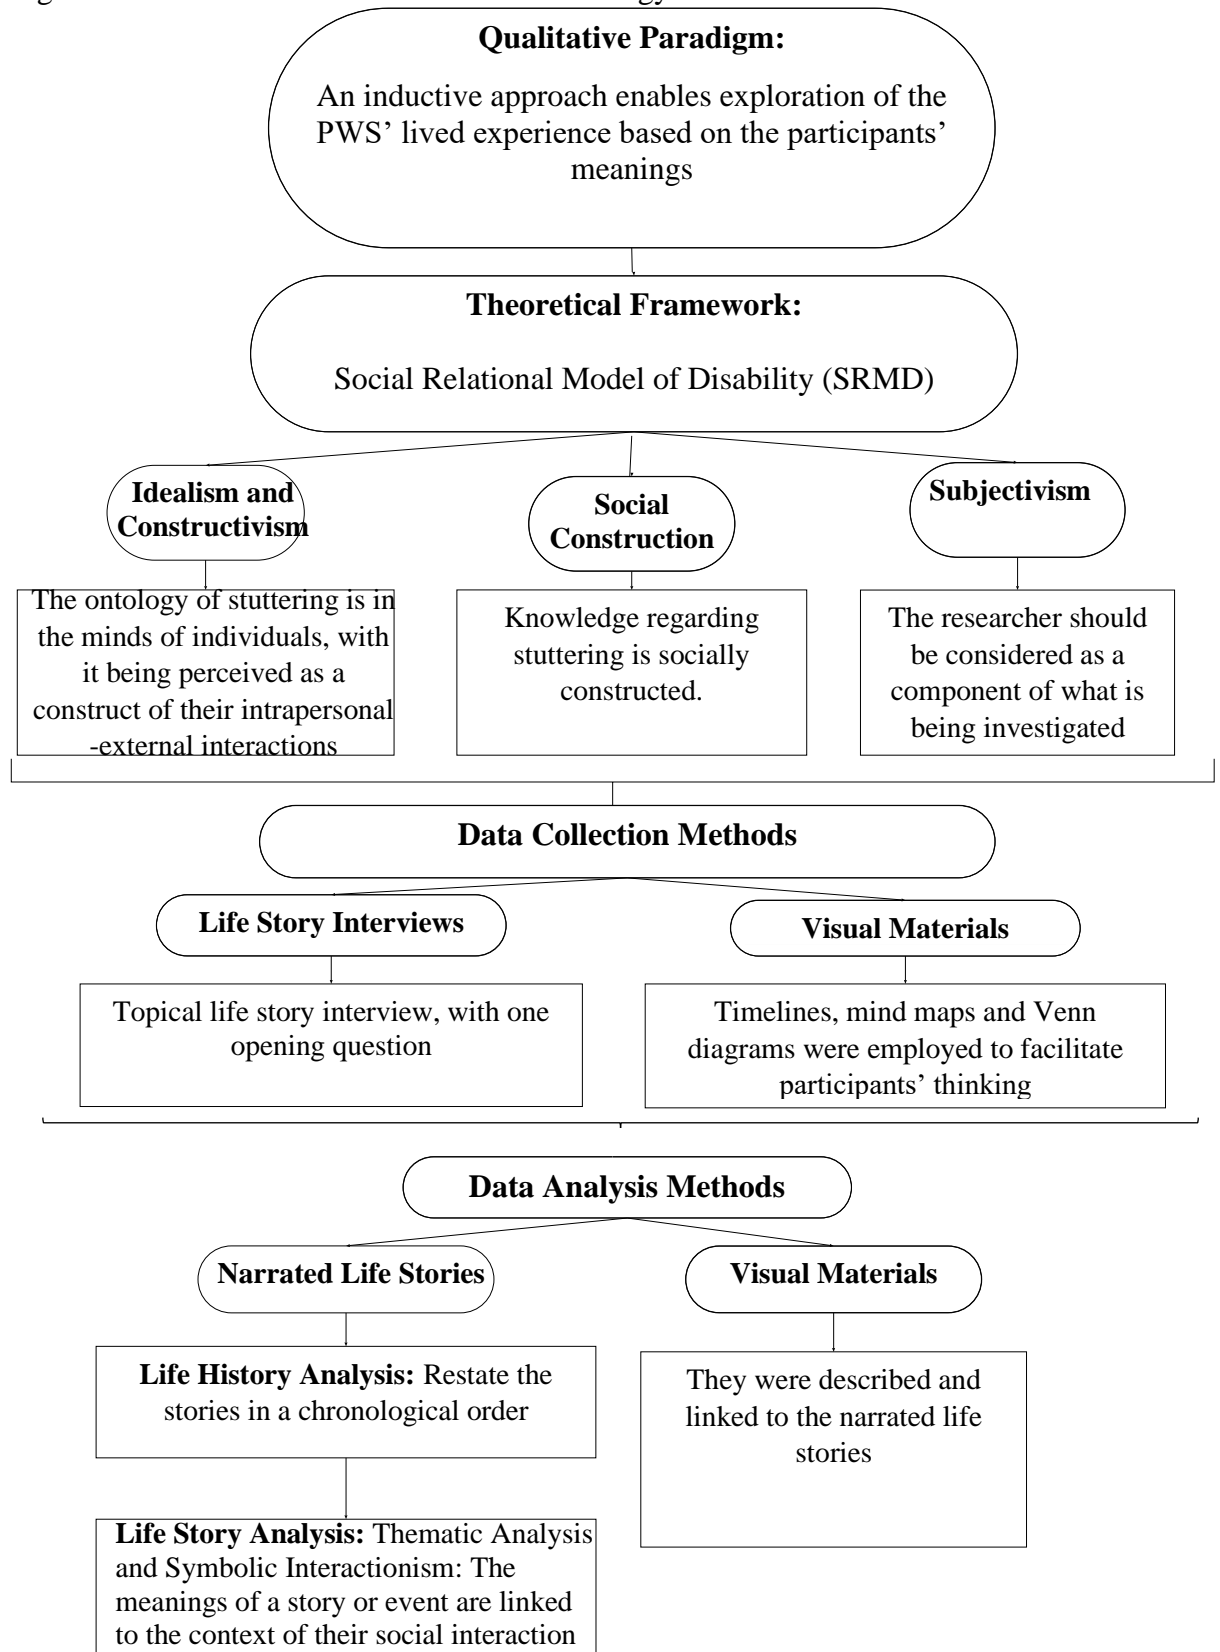 Qualitative Paradigm:
An inductive approach enables exploration of the
PWS’ lived experience based on the participants’
meanings
Theoretical Framework:
Social Relational Model of Disability (SRMD)
Idealism and
Constructivism
Social
Construction
Subjectivism
The ontology of stuttering is in
the minds of individuals, with
it being perceived as a
construct of their intrapersonal
-external interactions
Knowledge regarding
stuttering is socially
constructed.
The researcher should
be considered as a
component of what is
being investigated
Data Collection Methods
Life Story Interviews
Visual Materials
Topical life story interview, with one
opening question
Timelines, mind maps and Venn
diagrams were employed to facilitate
participants’ thinking
Data Analysis Methods
Narrated Life Stories
Visual Materials
Life History Analysis: Restate the
stories in a chronological order
They were described and
linked to the narrated life
stories
Life Story Analysis: Thematic Analysis
and Symbolic Interactionism: The
meanings of a story or event are linked
to the context of their social interaction